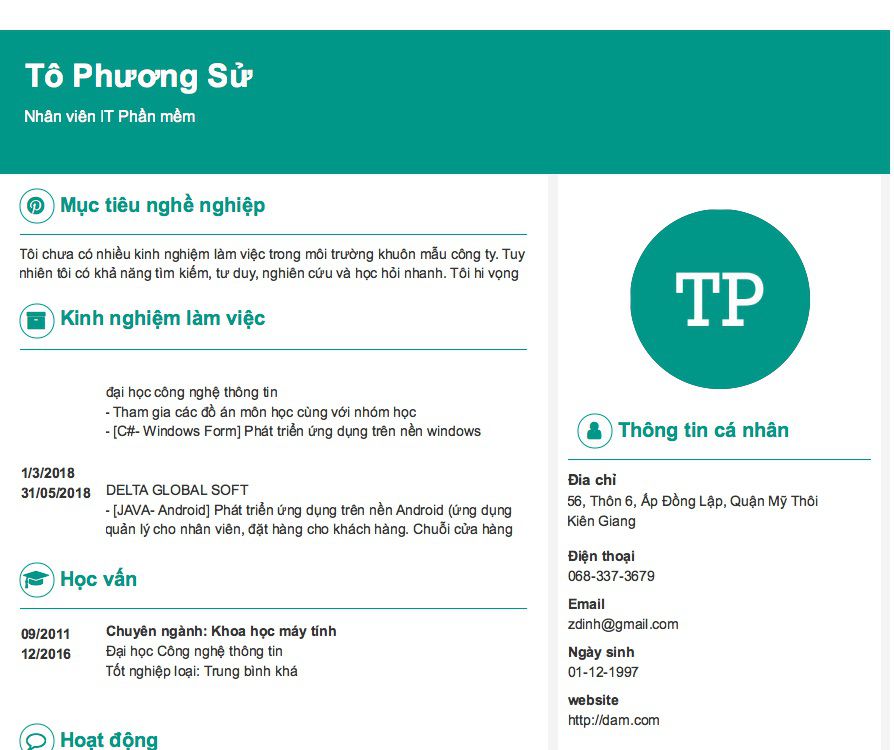 Tô Phương Sử
Nhân viên IT Phần mềm
Mục tiêu nghề nghiệp
Tôi chưa có nhiều kinh nghiệm làm việc trong môi trường khuôn mẫu công ty. Tuy
nhiên tôi có khả năng tìm kiếm, tư duy, nghiên cứu và học hỏi nhanh. Tôi hi vọng
Kinh nghiệm làm việc
đại học công nghệ thông tin
- Tham gia các đồ án môn học cùng với nhóm học
- [C#- Windows Form] Phát triển ứng dụng trên nền windows
1/3/2018
31/05/2018 DELTA GLOBAL SOFT
- [JAVA- Android] Phát triển ứng dụng trên nền Android (ứng dụng
quản lý cho nhân viên, đặt hàng cho khách hàng. Chuỗi cửa hàng
Học vấn
09/2011 Chuyên ngành: Khoa học máy tính
12/2016 Đại học Công nghệ thông tin
Tốt nghiệp loại: Trung bình khá
Hoạt động
TP
Thông tin cá nhân
Đia chỉ
56, Thôn 6, Ấp Đồng Lập, Quận Mỹ Thôi
Kiên Giang
Điện thoại
068-337-3679
Email
zdinh@gmail.com
Ngày sinh
01-12-1997
website
http://dam.com